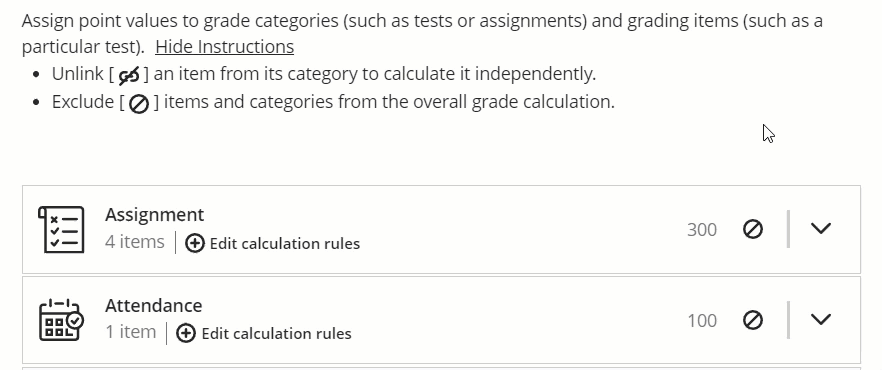 Assign point values to grade categories (such as tests or assignments) and grading items (such as a
particular test). Hide Instructions
• Unlink [ ] an item from its category to calculate it independently.
• Exclude [ ] items and categories from the overall grade calculation.
Assignment
4 items | Edit calculation rules
300
Attendance
1 item | Edit calculation rules
100